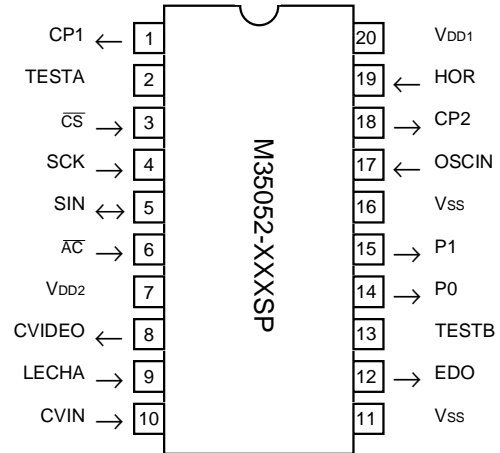 CP1 ← 1 20 VDD1
TESTA 2 19 ← HOR
C̅S̅ → 3 18 → CP2
SCK → 4 17 ← OSCIN
SIN ↔ 5 16 VSS
A̅C̅ → 6 15 → P1
VDD2 7 14 → P0
CVIDEO ← 8 13 TESTB
LECHA → 9 12 → EDO
CVIN → 10 11 VSS
M35052-XXXSP